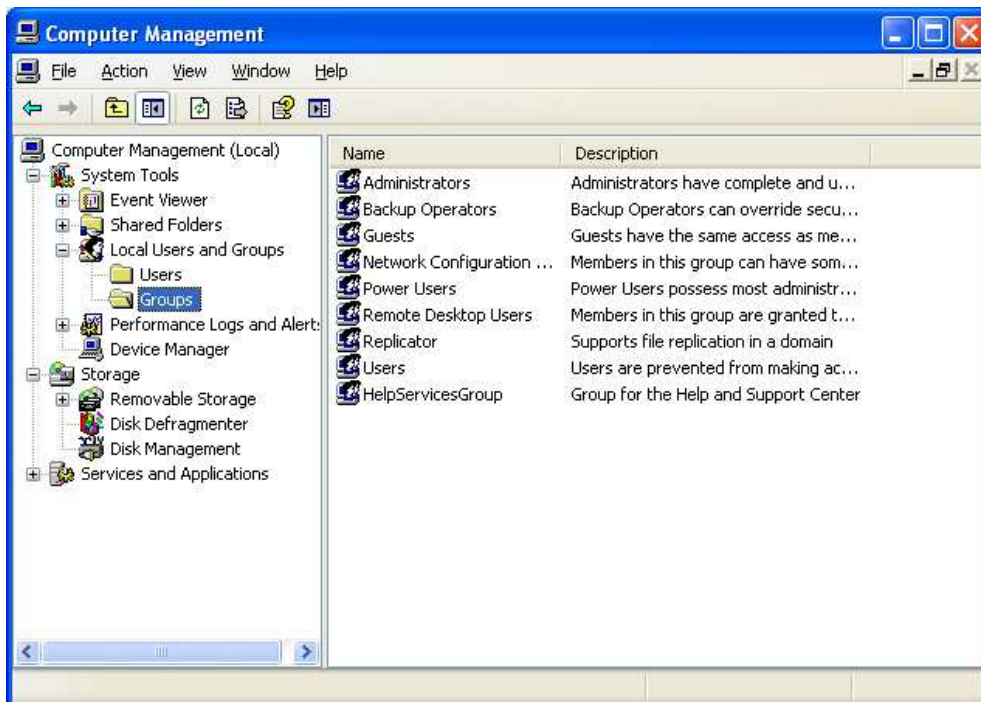 Computer Management
File Action View Window Help
Computer Management (Local)
System Tools
Event Viewer
Shared Folders
Local Users and Groups
Users
Groups
Performance Logs and Alert:
Device Manager
Storage
Removable Storage
Disk Defragmenter
Disk Management
Services and Applications
Name Description
Administrators Administrators have complete and u...
Backup Operators Backup Operators can override secu...
Guests Guests have the same access as me...
Network Configuration ... Members in this group can have som...
Power Users Power Users possess most administr...
Remote Desktop Users Members in this group are granted t...
Replicator Supports file replication in a domain
Users Users are prevented from making ac...
HelpServicesGroup Group for the Help and Support Center